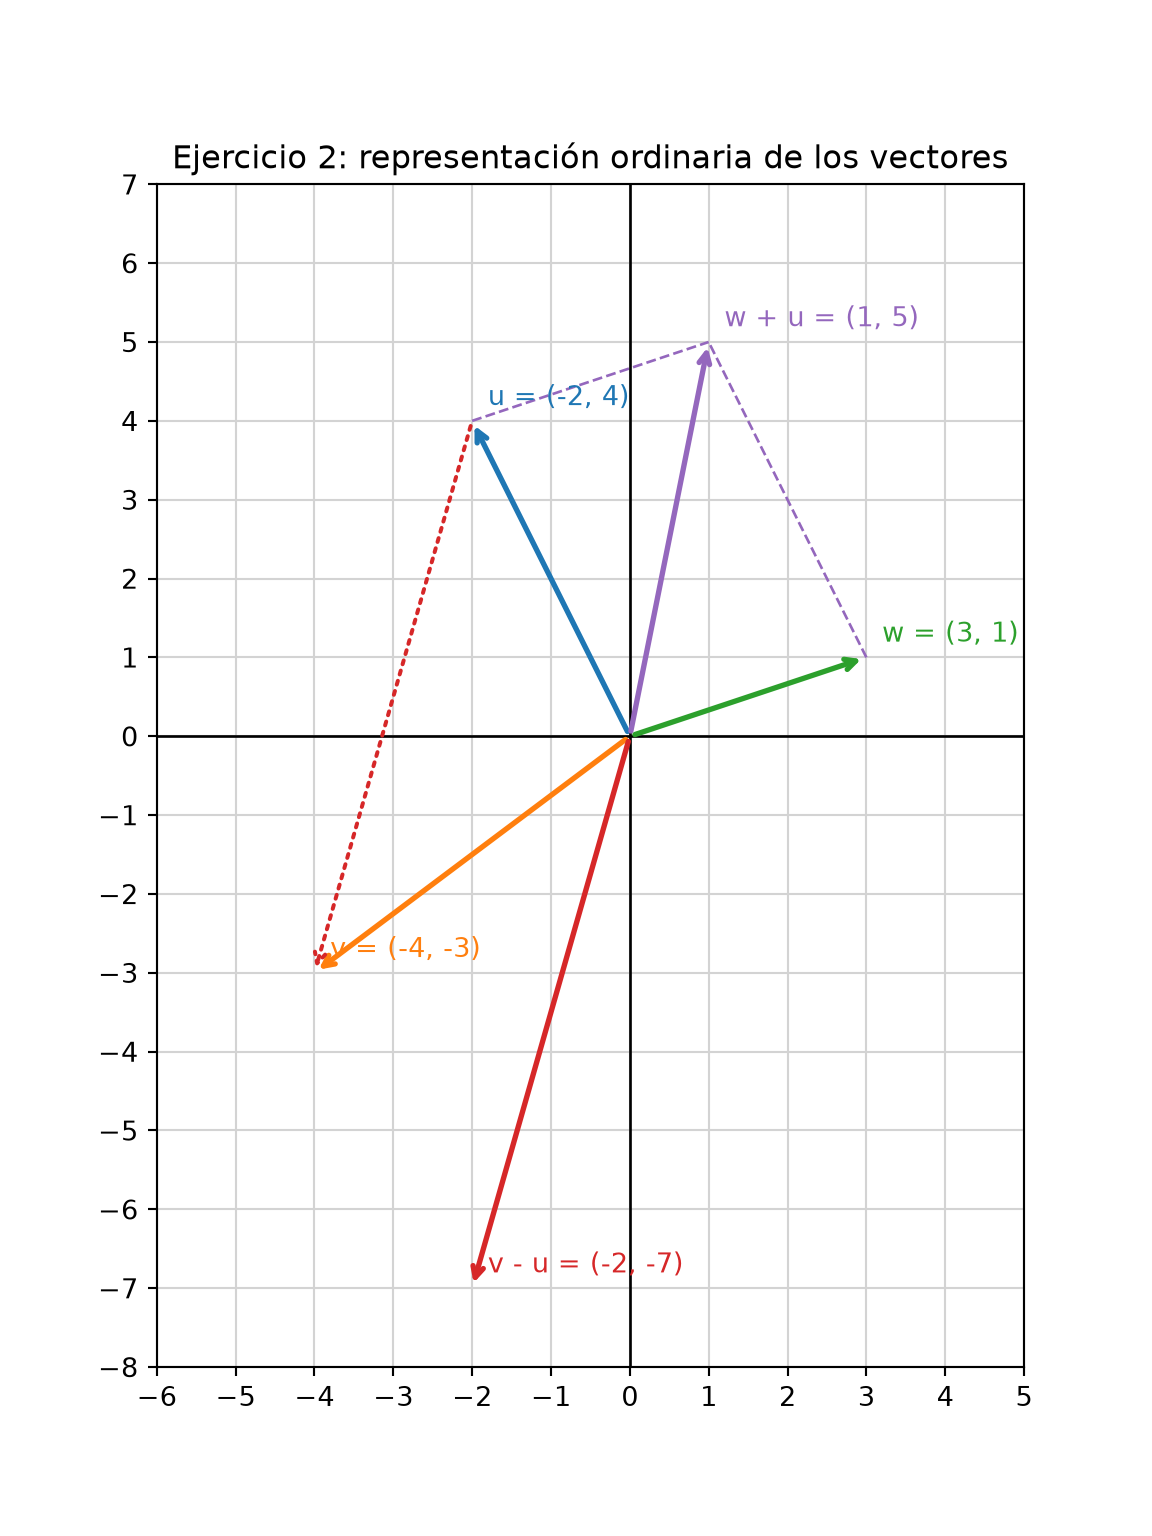 Ejercicio 2: representación ordinaria de los vectores
7
6
w + u = (1, 5)
5
u = (-2, 4)
4
3
2
w = (3, 1)
1
0
−1
−2
v = (-4, -3)
−3
−4
−5
−6
v - u = (-2, -7)
−7
−8
−6 −5 −4 −3 −2 −1 0 1 2 3 4 5